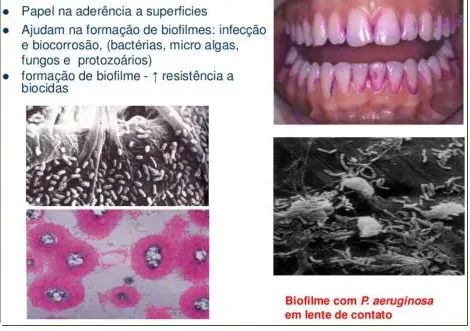 ● Papel na aderência a superficies
● Ajudam na formação de biofilmes: infecção
e biocorrosão, (bactérias, micro algas,
fungos e  protozoários)
● formação de biofilme - ↑ resistência a
biocidas
Biofilme com P. aeruginosa
em lente de contato